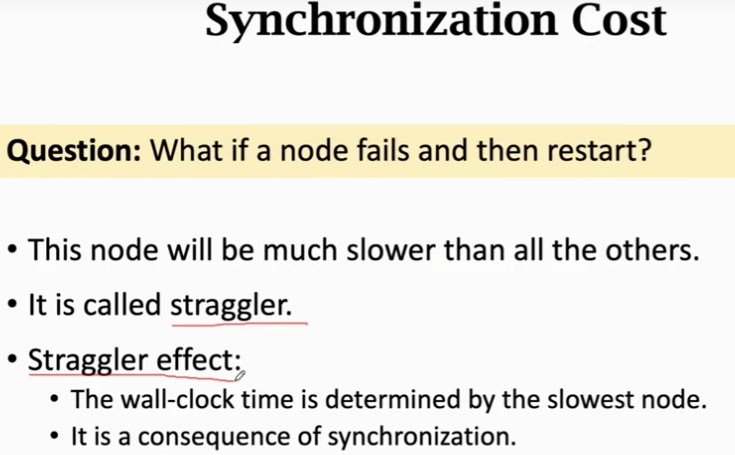 Synchronization Cost
Question: What if a node fails and then restart?
• This node will be much slower than all the others.
• It is called straggler.
• Straggler effect:
• The wall-clock time is determined by the slowest node.
• It is a consequence of synchronization.